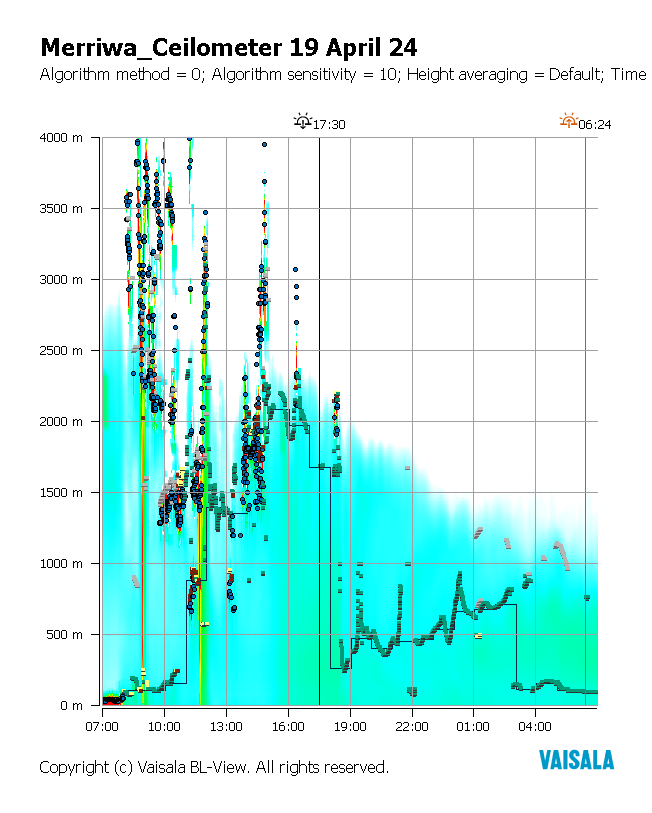 Merriwa_Ceilometer 19 April 24
Algorithm method = 0; Algorithm sensitivity = 10; Height averaging = Default; Time
17:30
06:24
4000 m
3500 m
3000 m
2500 m
2000 m
1500 m
1000 m
500 m
0 m
07:00 10:00 13:00 16:00 19:00 22:00 01:00 04:00
VAISALA
Copyright (c) Vaisala BL-View. All rights reserved.